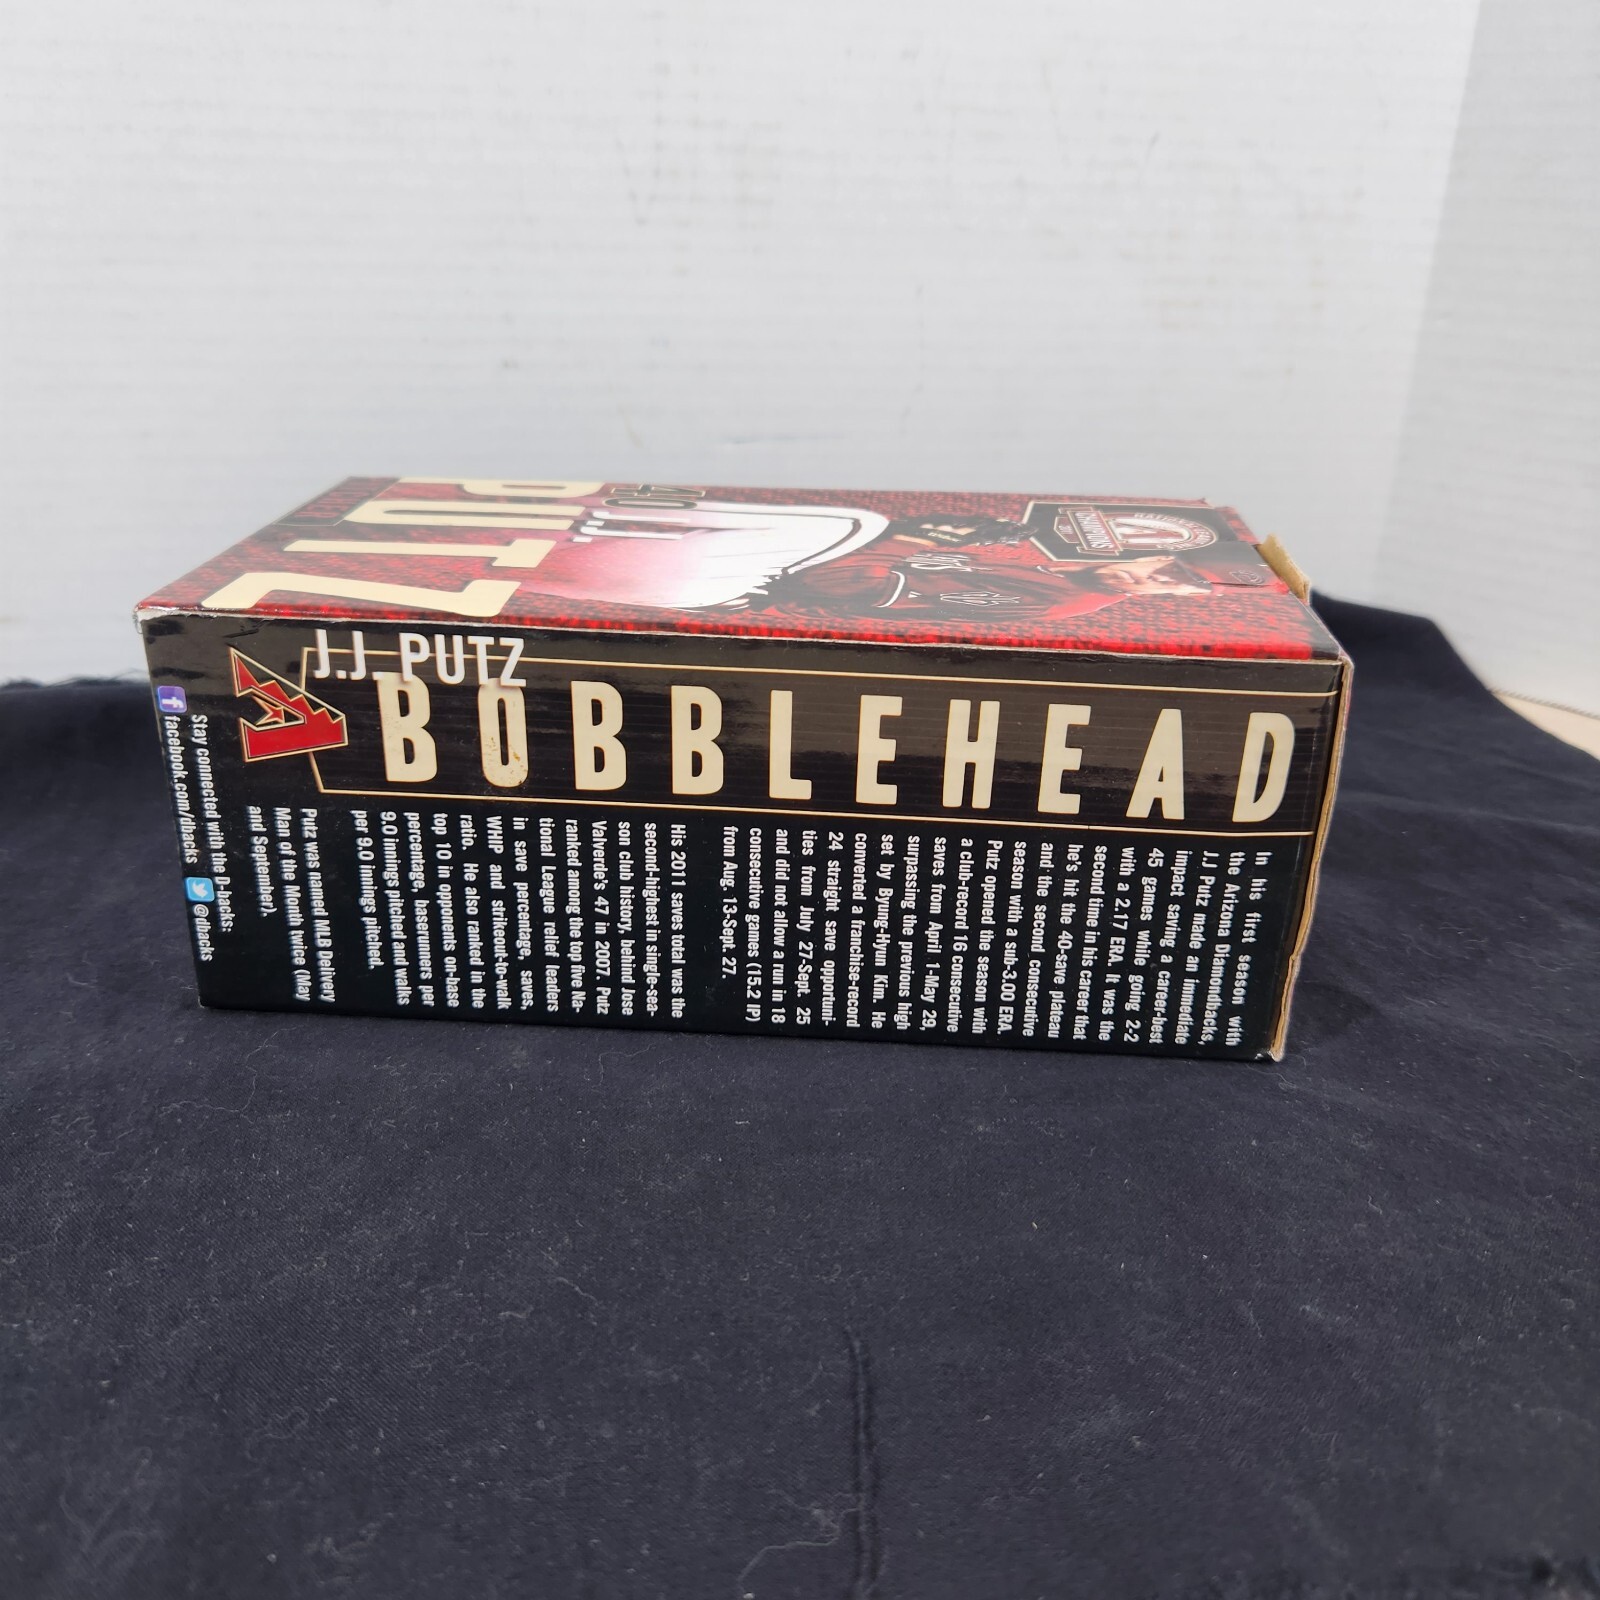 J.J. PUTZ
BOBBLEHEAD
In his first season with
the Arizona Diamondbacks,
J.J Putz made an immediate
impact saving a career-best
45 games while going 2-2
with a 2.17 ERA. It was the
second time in his career that
he's hit the 40-save plateau
and the second consecutive
season with a sub-3.00 ERA.
Putz opened the season with
a club-record 16 consecutive
saves from April 1-May 29,
surpassing the previous high
set by Byung-Hyun Kim. He
converted a franchise-record
24 straight save opportuni-
ties from July 27-Sept. 25
and did not allow a run in 18
consecutive games (15.2 IP)
from Aug. 13-Sept. 27.
His 2011 saves total was the
second-highest in single-sea-
son club history, behind Jose
Valverde's 47 in 2007. Putz
ranked among the top five Na-
tional League relief leaders
in save percentage, saves,
WHIP and strikeout-to-walk
ratio. He also ranked in the
top 10 in opponents on-base
percentage, baserunners per
9.0 innings pitched and walks
per 9.0 innings pitched.
Putz was named MLB Delivery
Man of the Month twice (May
and September).
Stay connected with the D-backs:
facebook.com/dbacks @dbacks
CHAMPIONS
40 J.J.
PUTZ
PITCHER